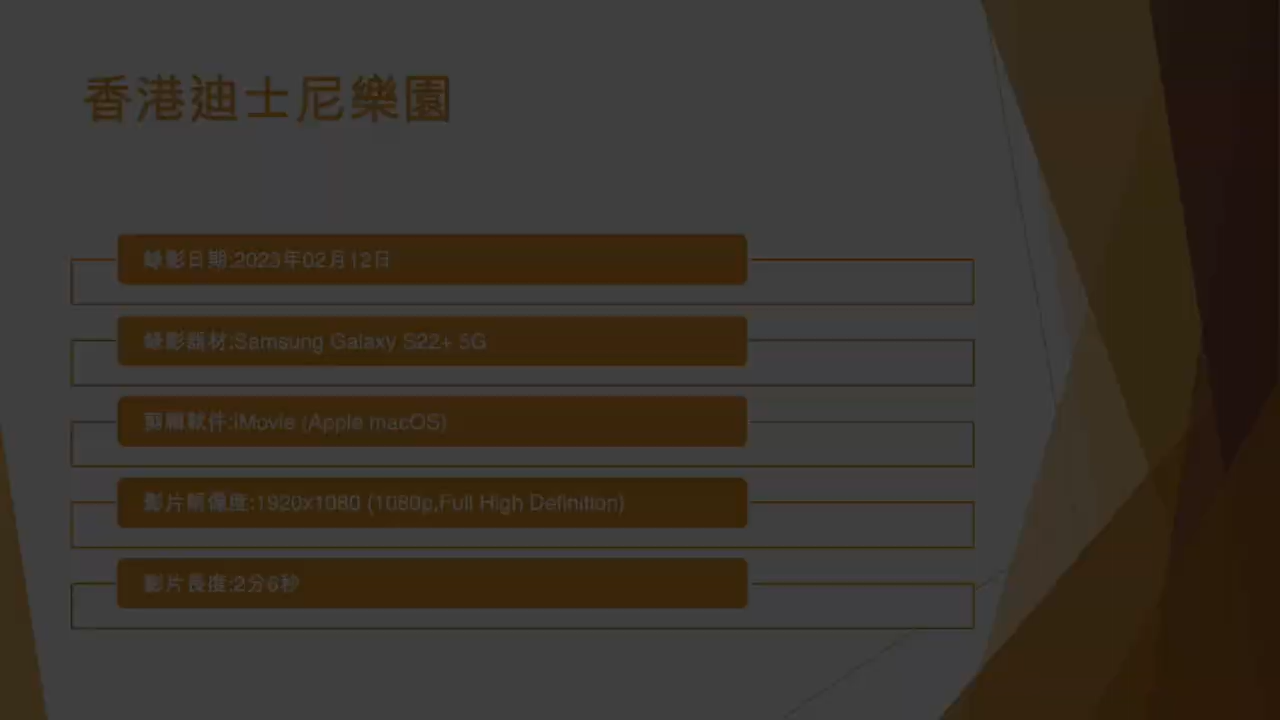 香港迪士尼樂園
錄影日期:2023年02月12日
錄影器材:Samsung Galaxy S22+ 5G
剪輯軟件:iMovie (Apple macOS)
影片解像度:1920x1080 (1080p,Full High Definition)
影片長度:2分6秒